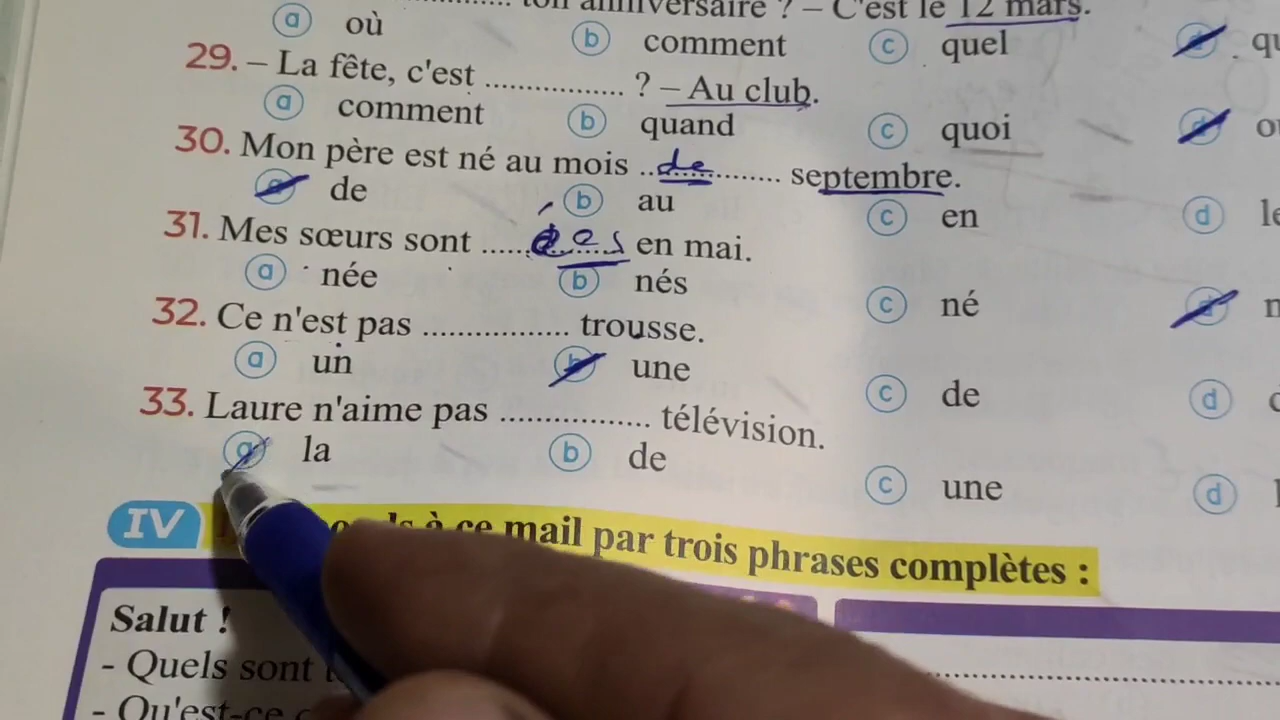 ton anniversaire ? – C'est le 12 mars.
a où b comment c quel
29. – La fête, c'est ............... ? – Au club.
a comment b quand c quoi
30. Mon père est né au mois ..de.......... septembre.
a de b au c en d
31. Mes sœurs sont ......ées en mai.
a née b nés c né
32. Ce n'est pas ................ trousse.
a un b une c de d
33. Laure n'aime pas ................ télévision.
a la b de c une d
IV à ce mail par trois phrases complètes :
Salut !
- Quels sont
- Qu'est-ce